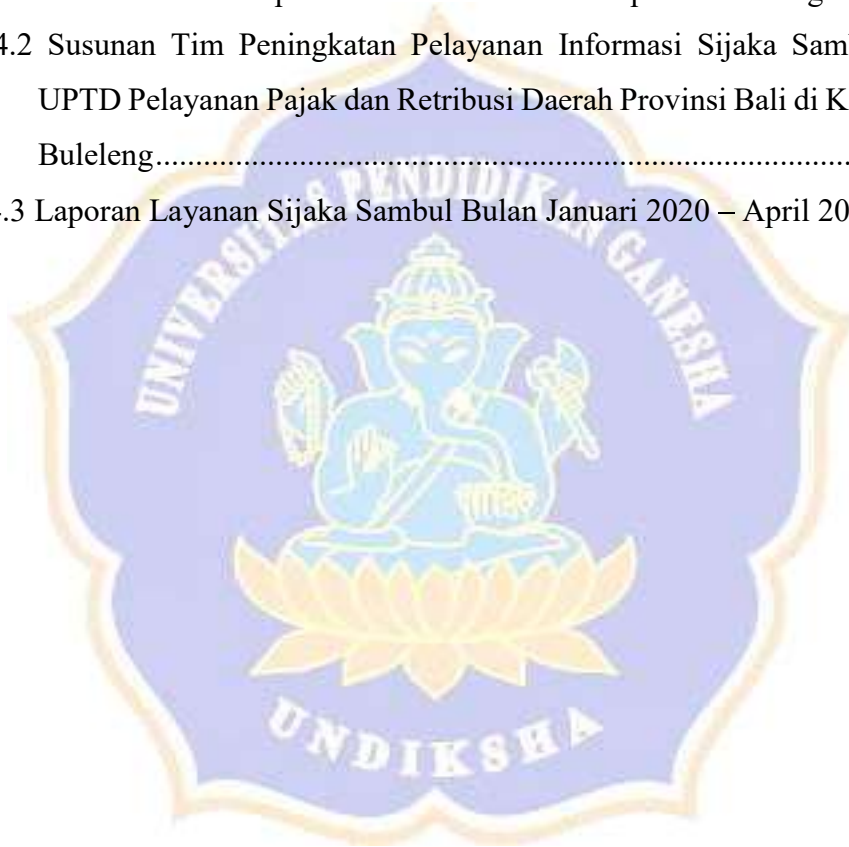 4.2 Susunan Tim Peningkatan Pelayanan Informasi Sijaka Sam
UPTD Pelayanan Pajak dan Retribusi Daerah Provinsi Bali di K
Buleleng.....................................................................................
.3 Laporan Layanan Sijaka Sambul Bulan Januari 2020 – April 20
UNIVERSITAS PENDIDIKAN GANESHA
UNDIKSHA